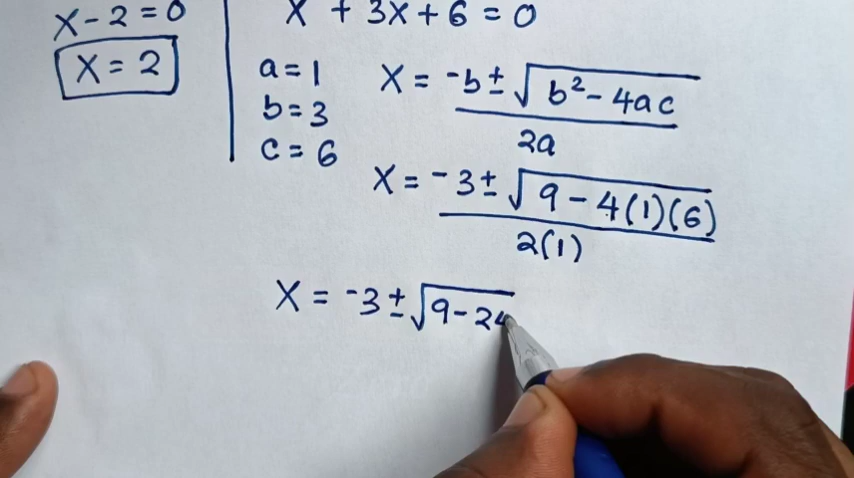 x - 2 = 0
x = 2
x + 3x + 6 = 0
a = 1
b = 3
c = 6
x = -b ± √b² - 4ac
2a
x = -3 ± √9 - 4(1)(6)
2(1)
x = -3 ± √9 - 24